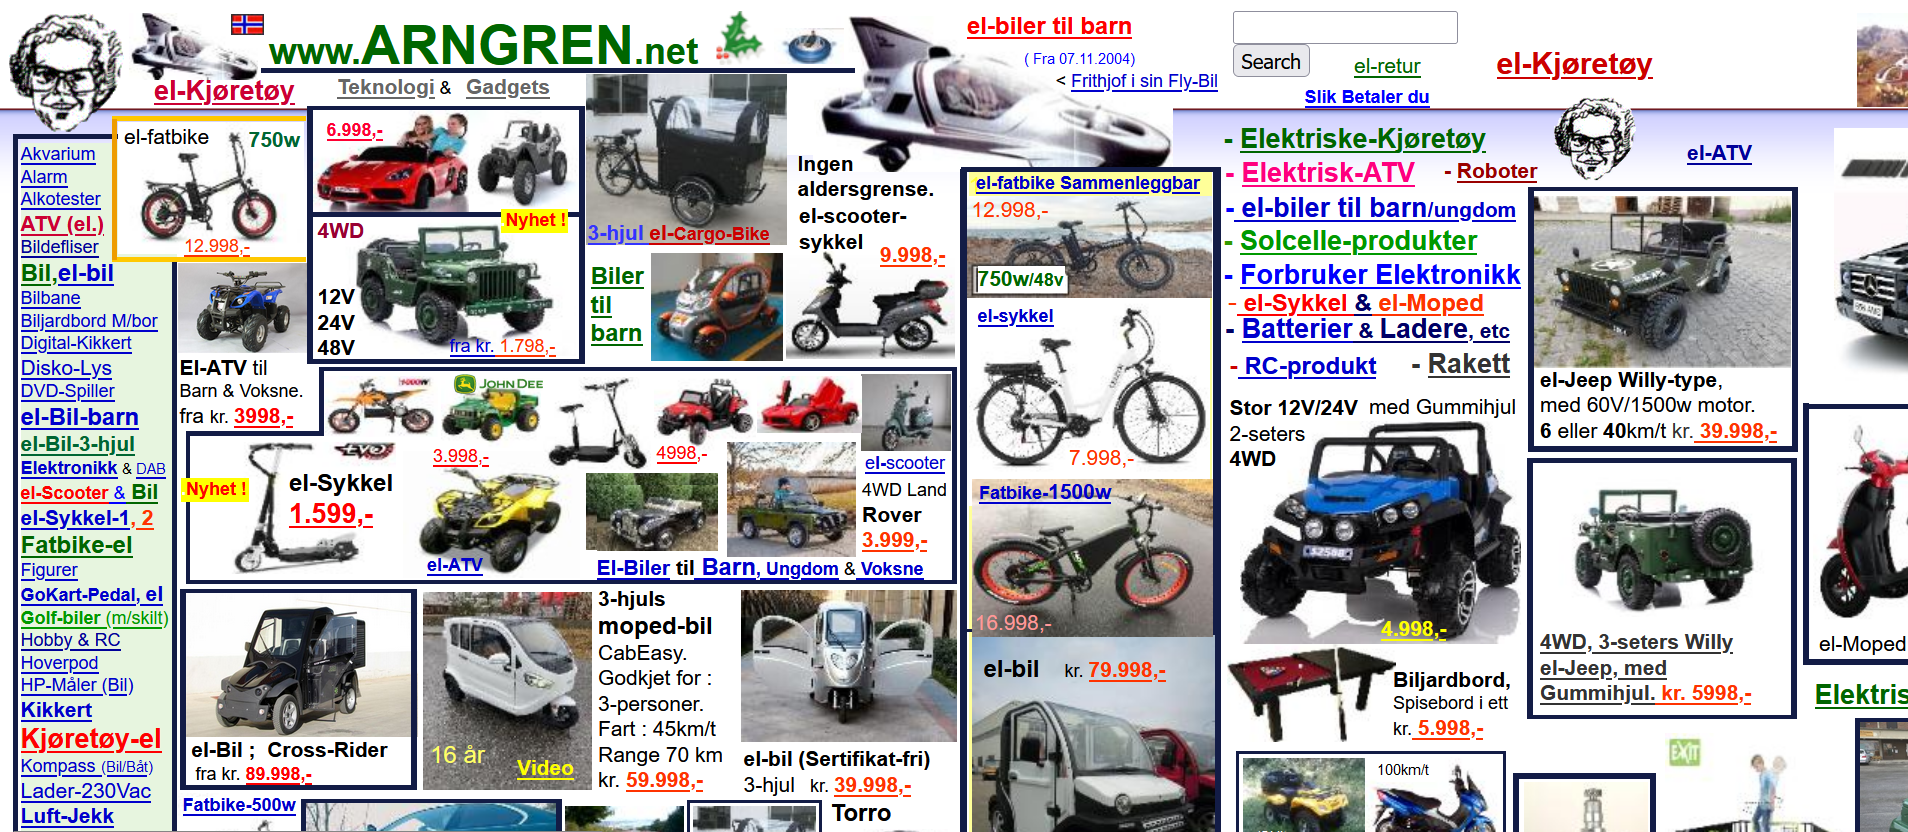 www.ARNGREN.net
el-Kjøretøy
Teknologi & Gadgets
el-biler til barn
( Fra 07.11.2004)
< Frithjof i sin Fly-Bil
Search
el-retur
Slik Betaler du
el-Kjøretøy
Akvarium
Alarm
Alkotester
ATV (el.)
Bildefliser
Bil,el-bil
Bilbane
Biljardbord M/bor
Digital-Kikkert
Disko-Lys
DVD-Spiller
el-Bil-barn
el-Bil-3-hjul
Elektronikk & DAB
el-Scooter & Bil
el-Sykkel-1, 2
Fatbike-el
Figurer
GoKart-Pedal, el
Golf-biler (m/skilt)
Hobby & RC
Hoverpod
HP-Måler (Bil)
Kikkert
Kjøretøy-el
Kompass (Bil/Båt)
Lader-230Vac
Luft-Jekk
el-fatbike 750w
12.998,-
6.998,-
Nyhet !
4WD
12V
24V
48V
fra kr. 1.798,-
3-hjul el-Cargo-Bike
Biler
til
barn
Ingen
aldersgrense.
el-scooter-
sykkel 9.998,-
El-ATV til
Barn & Voksne.
fra kr. 3998,-
1000W
JOHN DEE
EVO
Nyhet !
el-Sykkel
1.599,-
3.998,-
el-ATV
4998,-
el-scooter
4WD Land
Rover
3.999,-
El-Biler til Barn, Ungdom & Voksne
el-Bil ; Cross-Rider
fra kr. 89.998,-
16 år
Video
3-hjuls
moped-bil
CabEasy.
Godkjet for :
3-personer.
Fart : 45km/t
Range 70 km
kr. 59.998,-
el-bil (Sertifikat-fri)
3-hjul kr. 39.998,-
Fatbike-500w
Torro
el-fatbike Sammenleggbar
12.998,-
750w/48v
el-sykkel
7.998,-
Fatbike-1500w
16.998,-
el-bil kr. 79.998,-
- Elektriske-Kjøretøy
- Elektrisk-ATV - Roboter
- el-biler til barn/ungdom
- Solcelle-produkter
- Forbruker Elektronikk
- el-Sykkel & el-Moped
- Batterier & Ladere, etc
- RC-produkt - Rakett
Stor 12V/24V med Gummihjul
2-seters
4WD
4.998,-
Biljardbord,
Spisebord i ett
kr. 5.998,-
100km/t
el-ATV
el-Jeep Willy-type,
med 60V/1500w motor.
6 eller 40km/t kr. 39.998,-
4WD, 3-seters Willy
el-Jeep, med
Gummihjul. kr. 5998,-
el-Moped
Elektris
EXIT